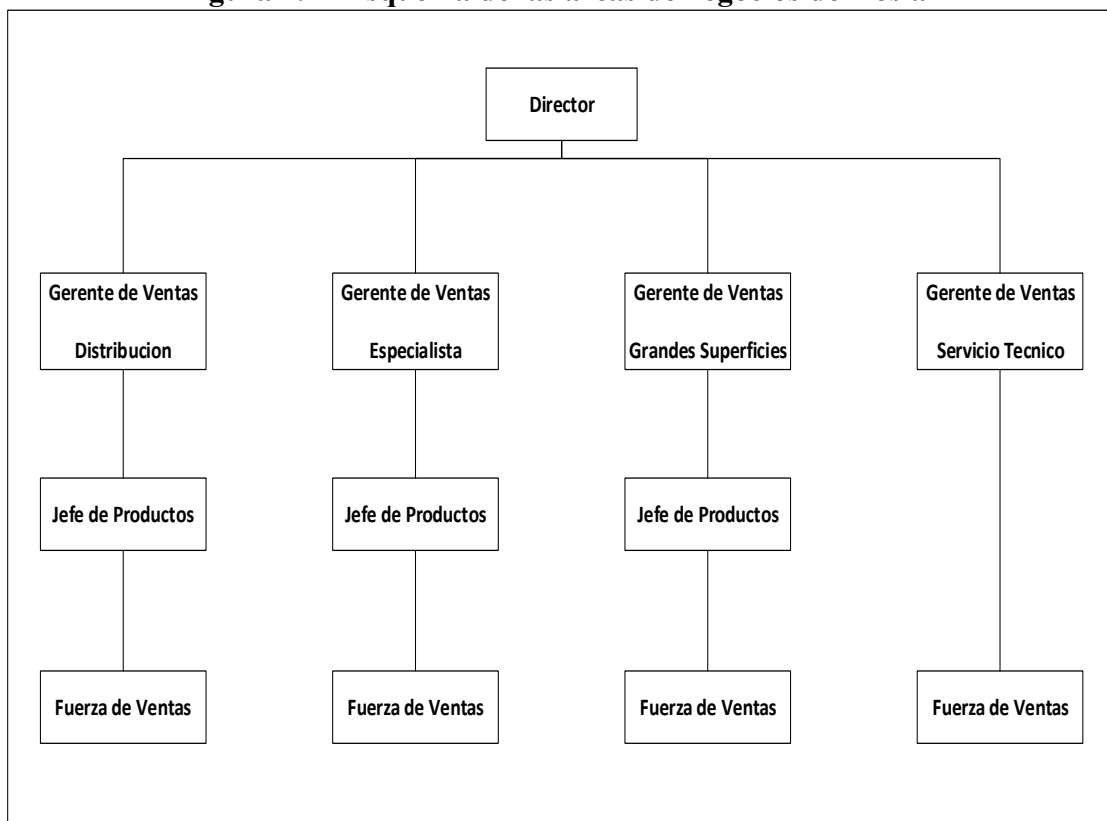 Director
Gerente de Ventas
Distribucion
Gerente de Ventas
Especialista
Gerente de Ventas
Grandes Superficies
Gerente de Ventas
Servicio Tecnico
Jefe de Productos
Jefe de Productos
Jefe de Productos
Fuerza de Ventas
Fuerza de Ventas
Fuerza de Ventas
Fuerza de Ventas